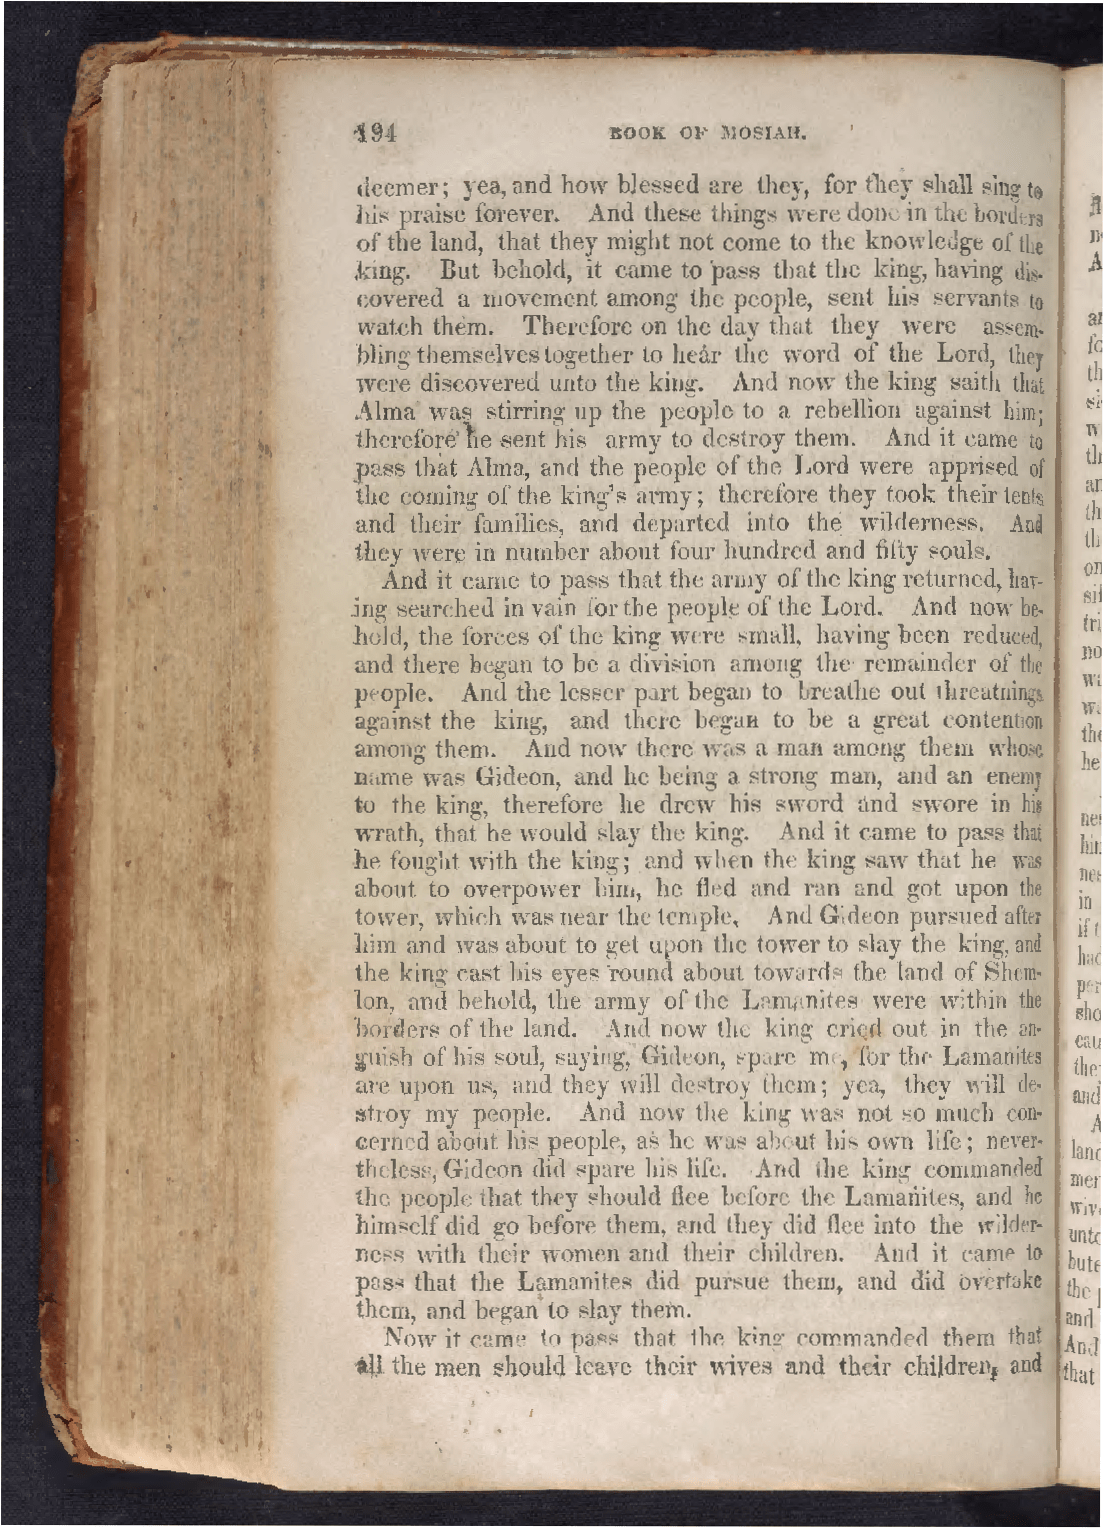 194 BOOK OF MOSIAH.
deemer; yea, and how blessed are they, for they shall sing to
his praise forever. And these things were done in the borders
of the land, that they might not come to the knowledge of the
king. But behold, it came to pass that the king, having dis-
covered a movement among the people, sent his servants to
watch them. Therefore on the day that they were assem-
bling themselves together to hear the word of the Lord, they
were discovered unto the king. And now the king saith that
Alma was stirring up the people to a rebellion against him;
therefore he sent his army to destroy them. And it came to
pass that Alma, and the people of the Lord were apprised of
the coming of the king's army; therefore they took their tents
and their families, and departed into the wilderness. And
they were in number about four hundred and fifty souls.
And it came to pass that the army of the king returned, hav-
ing searched in vain for the people of the Lord. And now be-
hold, the forces of the king were small, having been reduced,
and there began to be a division among the remainder of the
people. And the lesser part began to breathe out threatnings
against the king, and there began to be a great contention
among them. And now there was a man among them whose
name was Gideon, and he being a strong man, and an enemy
to the king, therefore he drew his sword and swore in his
wrath, that he would slay the king. And it came to pass that
he fought with the king; and when the king saw that he was
about to overpower him, he fled and ran and got upon the
tower, which was near the temple. And Gideon pursued after
him and was about to get upon the tower to slay the king, and
the king cast his eyes round about towards the land of Shem-
lon, and behold, the army of the Lamanites were within the
borders of the land. And now the king cried out in the an-
guish of his soul, saying, Gideon, spare me, for the Lamanites
are upon us, and they will destroy them; yea, they will de-
stroy my people. And now the king was not so much con-
cerned about his people, as he was about his own life; never-
theless, Gideon did spare his life. And the king commanded
the people that they should flee before the Lamanites, and he
himself did go before them, and they did flee into the wilder-
ness with their women and their children. And it came to
pass that the Lamanites did pursue them, and did overtake
them, and began to slay them.
Now it came to pass that the king commanded them that
all the men should leave their wives and their children, and